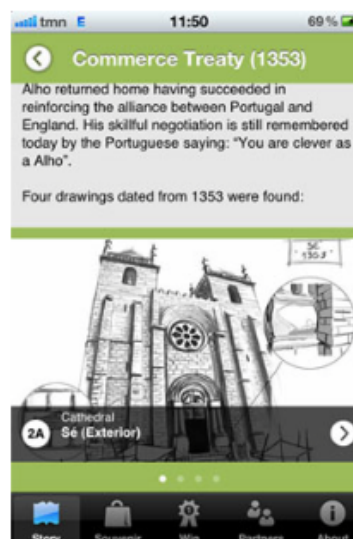 tmn E 11:50 69 %
Commerce Treaty (1353)
Alho returned home having succeeded in
reinforcing the alliance between Portugal and
England. His skillful negotiation is still remembered
today by the Portuguese saying: "You are clever as
a Alho".
Four drawings dated from 1353 were found:
SÉ
Cathedral
2A Sé (Exterior)
Story Souvenir Win Partners About